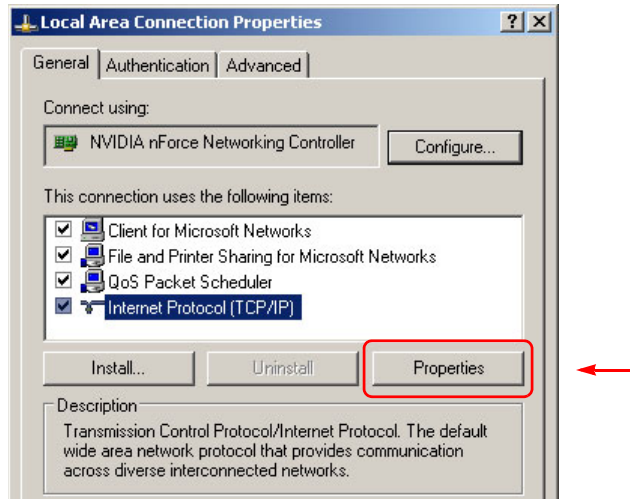 Local Area Connection Properties
General Authentication Advanced
Connect using:
NVIDIA nForce Networking Controller Configure...
This connection uses the following items:
Client for Microsoft Networks
File and Printer Sharing for Microsoft Networks
QoS Packet Scheduler
Internet Protocol (TCP/IP)
Install... Uninstall Properties
Description
Transmission Control Protocol/Internet Protocol. The default
wide area network protocol that provides communication
across diverse interconnected networks.